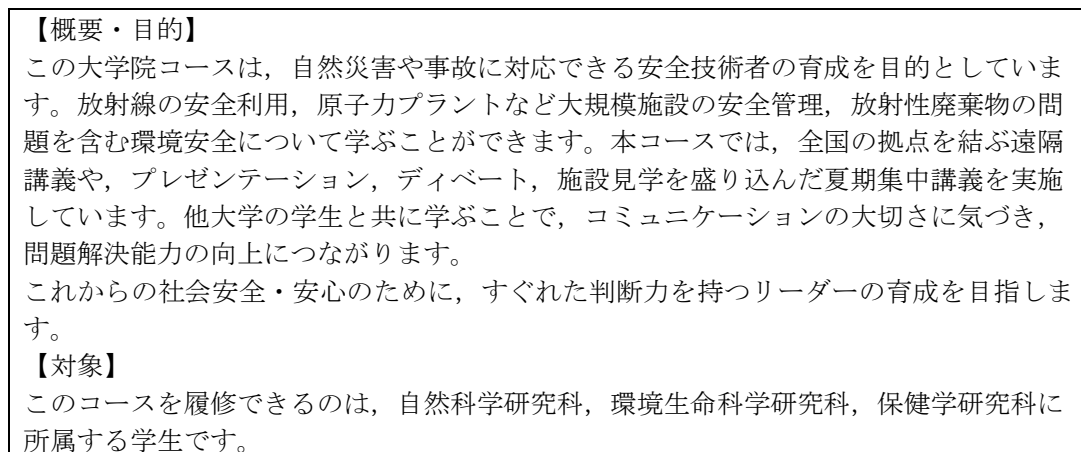 【概要・目的】
この大学院コースは，自然災害や事故に対応できる安全技術者の育成を目的としていま
す。放射線の安全利用，原子力プラントなど大規模施設の安全管理，放射性廃棄物の問
題を含む環境安全について学ぶことができます。本コースでは，全国の拠点を結ぶ遠隔
講義や，プレゼンテーション，ディベート，施設見学を盛り込んだ夏期集中講義を実施
しています。他大学の学生と共に学ぶことで，コミュニケーションの大切さに気づき，
問題解決能力の向上につながります。
これからの社会安全・安心のために，すぐれた判断力を持つリーダーの育成を目指しま
す。
【対象】
このコースを履修できるのは，自然科学研究科，環境生命科学研究科，保健学研究科に
所属する学生です。